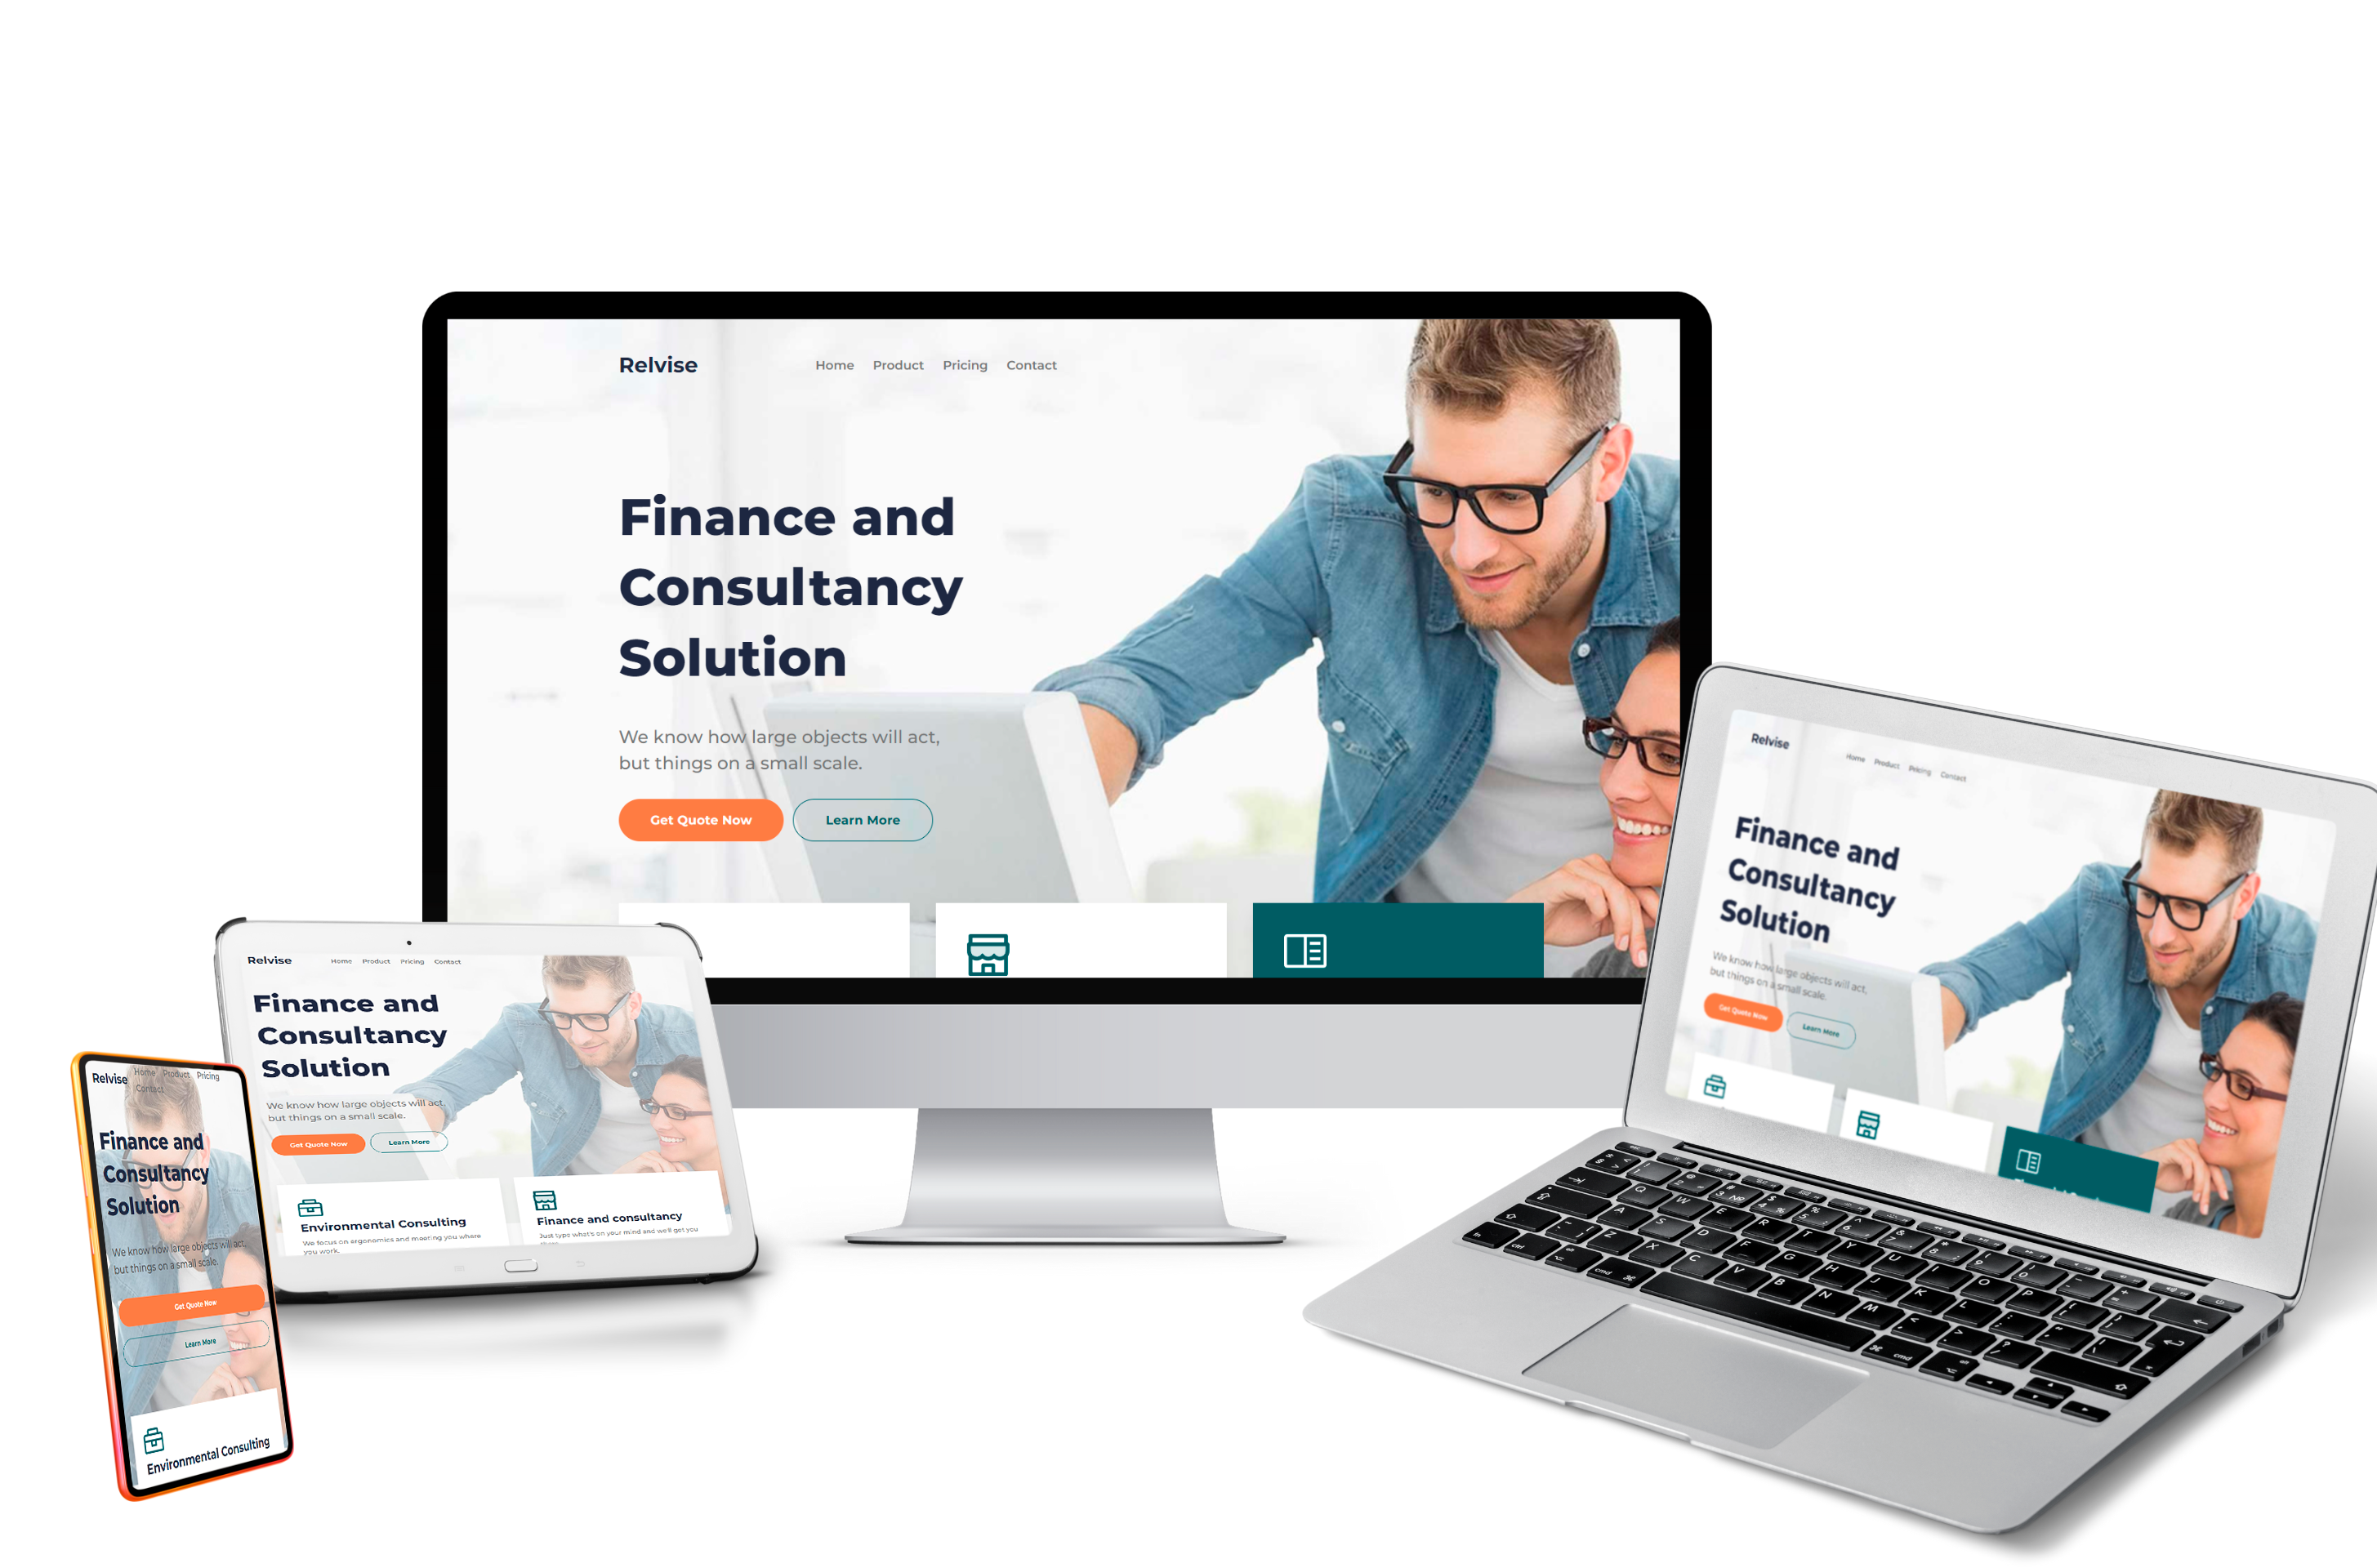 Relvise
Home Product Pricing Contact
Finance and
Consultancy
Solution
We know how large objects will act,
but things on a small scale.
Get Quote Now
Learn More
Relvise
Home Product Pricing Contact
Finance and
Consultancy
Solution
We know how large objects will act,
but things on a small scale.
Get Quote Now
Learn More
Relvise
Home Product Pricing Contact
Finance and
Consultancy
Solution
We know how large objects will act,
but things on a small scale.
Get Quote Now
Learn More
Environmental Consulting
We focus on ergonomics and meeting you where
you work.
Finance and consultancy
Just type what's on your mind and we'll get you
Relvise
Home Product Pricing
Contact
Finance and
Consultancy
Solution
We know how large objects will act,
but things on a small scale.
Get Quote Now
Learn More
Environmental Consulting
Q W E R T Y U I O P
A S D F G H J K L
Z X C V B N M
fn ctrl alt cmd
cmd alt